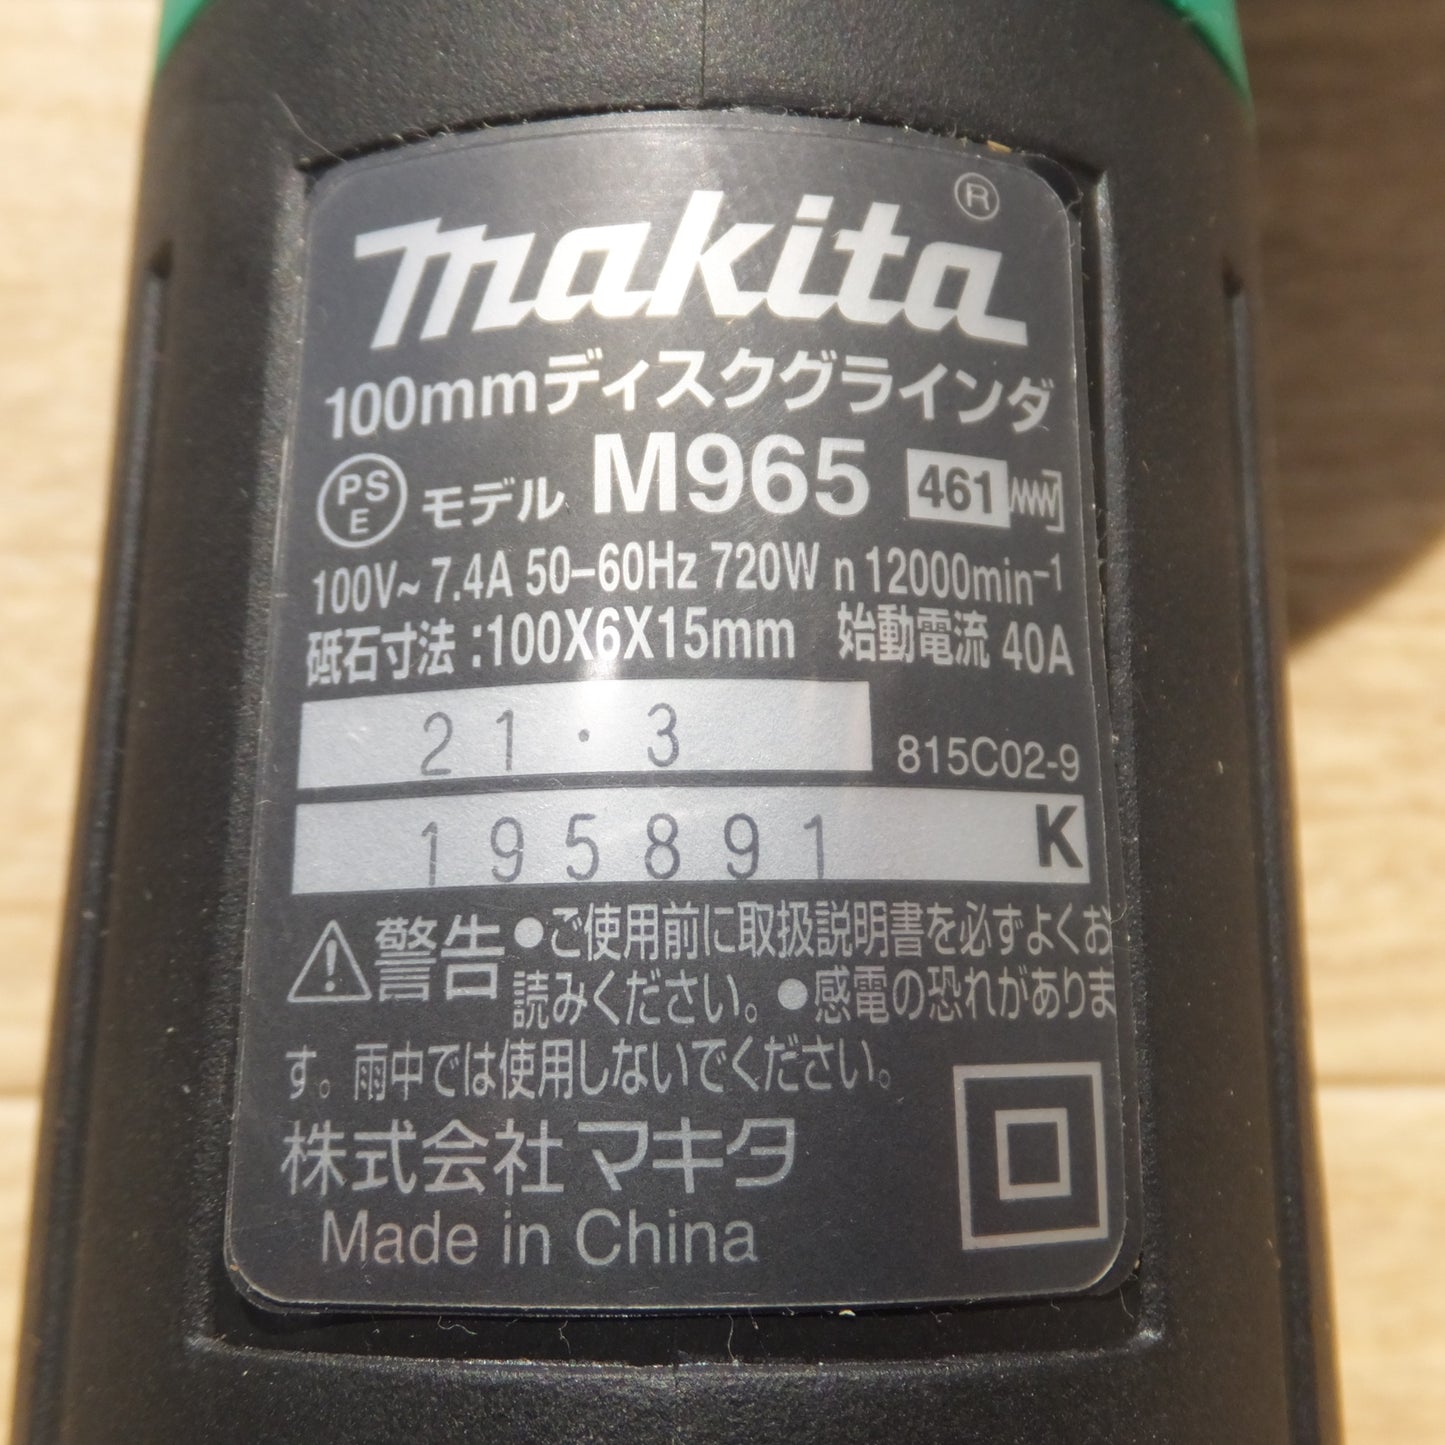 makita®
100mmディスクグラインダ
PSE モデル M965 461
100V~ 7.4A 50–60Hz 720W n 12000min⁻¹
砥石寸法:100X6X15mm 始動電流 40A
21・3
815C02-9
195891 K
警告 ●ご使用前に取扱説明書を必ずよくお
読みください。●感電の恐れがありま
す。雨中では使用しないでください。
株式会社マキタ
Made in China